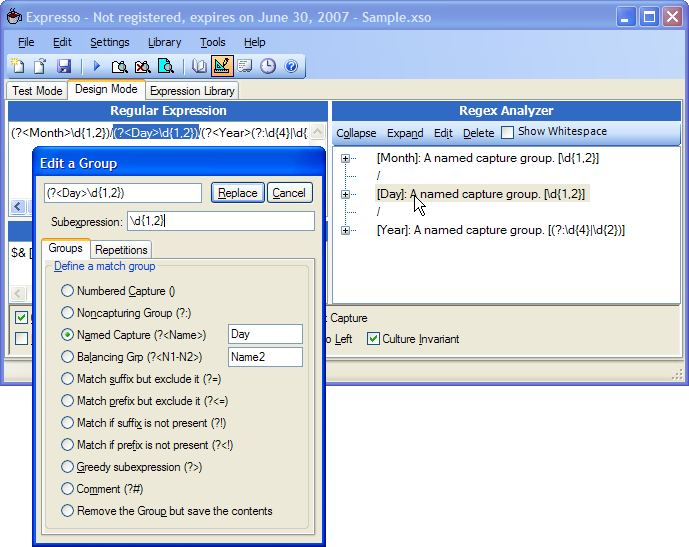 Expresso - Not registered, expires on June 30, 2007 - Sample.xso
File Edit Settings Library Tools Help
Test Mode Design Mode Expression Library
Regular Expression
(?<Month>\d{1,2})/(?<Day>\d{1,2})/(?<Year>(?:\d{4}|\d{
Regex Analyzer
Collapse Expand Edit Delete Show Whitespace
[Month]: A named capture group. [\d{1,2}]
/
[Day]: A named capture group. [\d{1,2}]
/
[Year]: A named capture group. [(?:\d{4}|\d{2})]
$& [
Capture
Left Culture Invariant
Edit a Group
(?<Day>\d{1,2}) Replace Cancel
Subexpression: \d{1,2}
Groups Repetitions
Define a match group
Numbered Capture ()
Noncapturing Group (?:)
Named Capture (?<Name>) Day
Balancing Grp (?<N1-N2>) Name2
Match suffix but exclude it (?=)
Match prefix but exclude it (?<=)
Match if suffix is not present (?!)
Match if prefix is not present (?<!)
Greedy subexpression (?>)
Comment (?#)
Remove the Group but save the contents